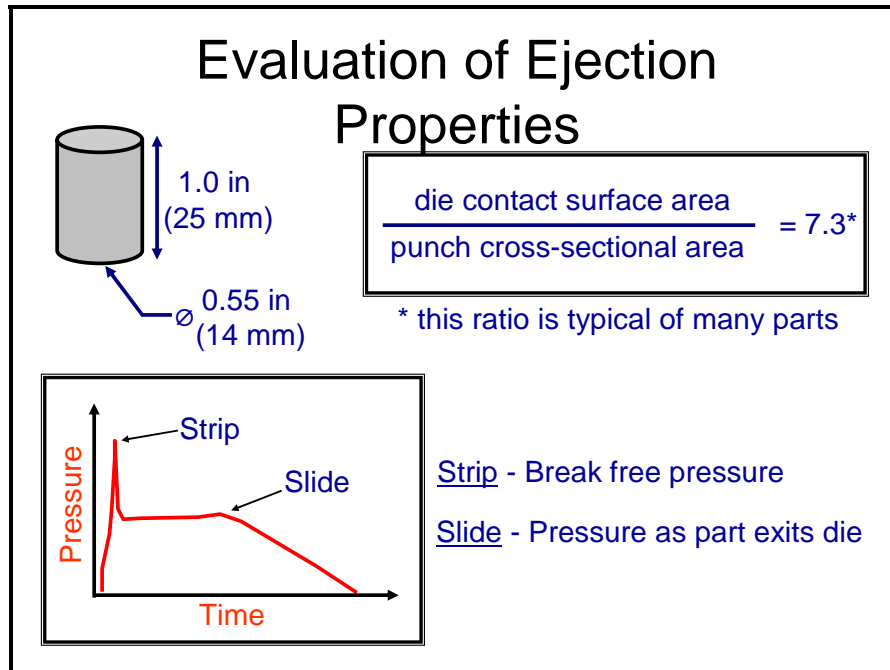 Evaluation of Ejection
Properties
1.0 in
(25 mm)
die contact surface area
punch cross-sectional area
= 7.3*
⌀ 0.55 in
(14 mm)
* this ratio is typical of many parts
Strip
Slide
Pressure
Time
Strip - Break free pressure
Slide - Pressure as part exits die